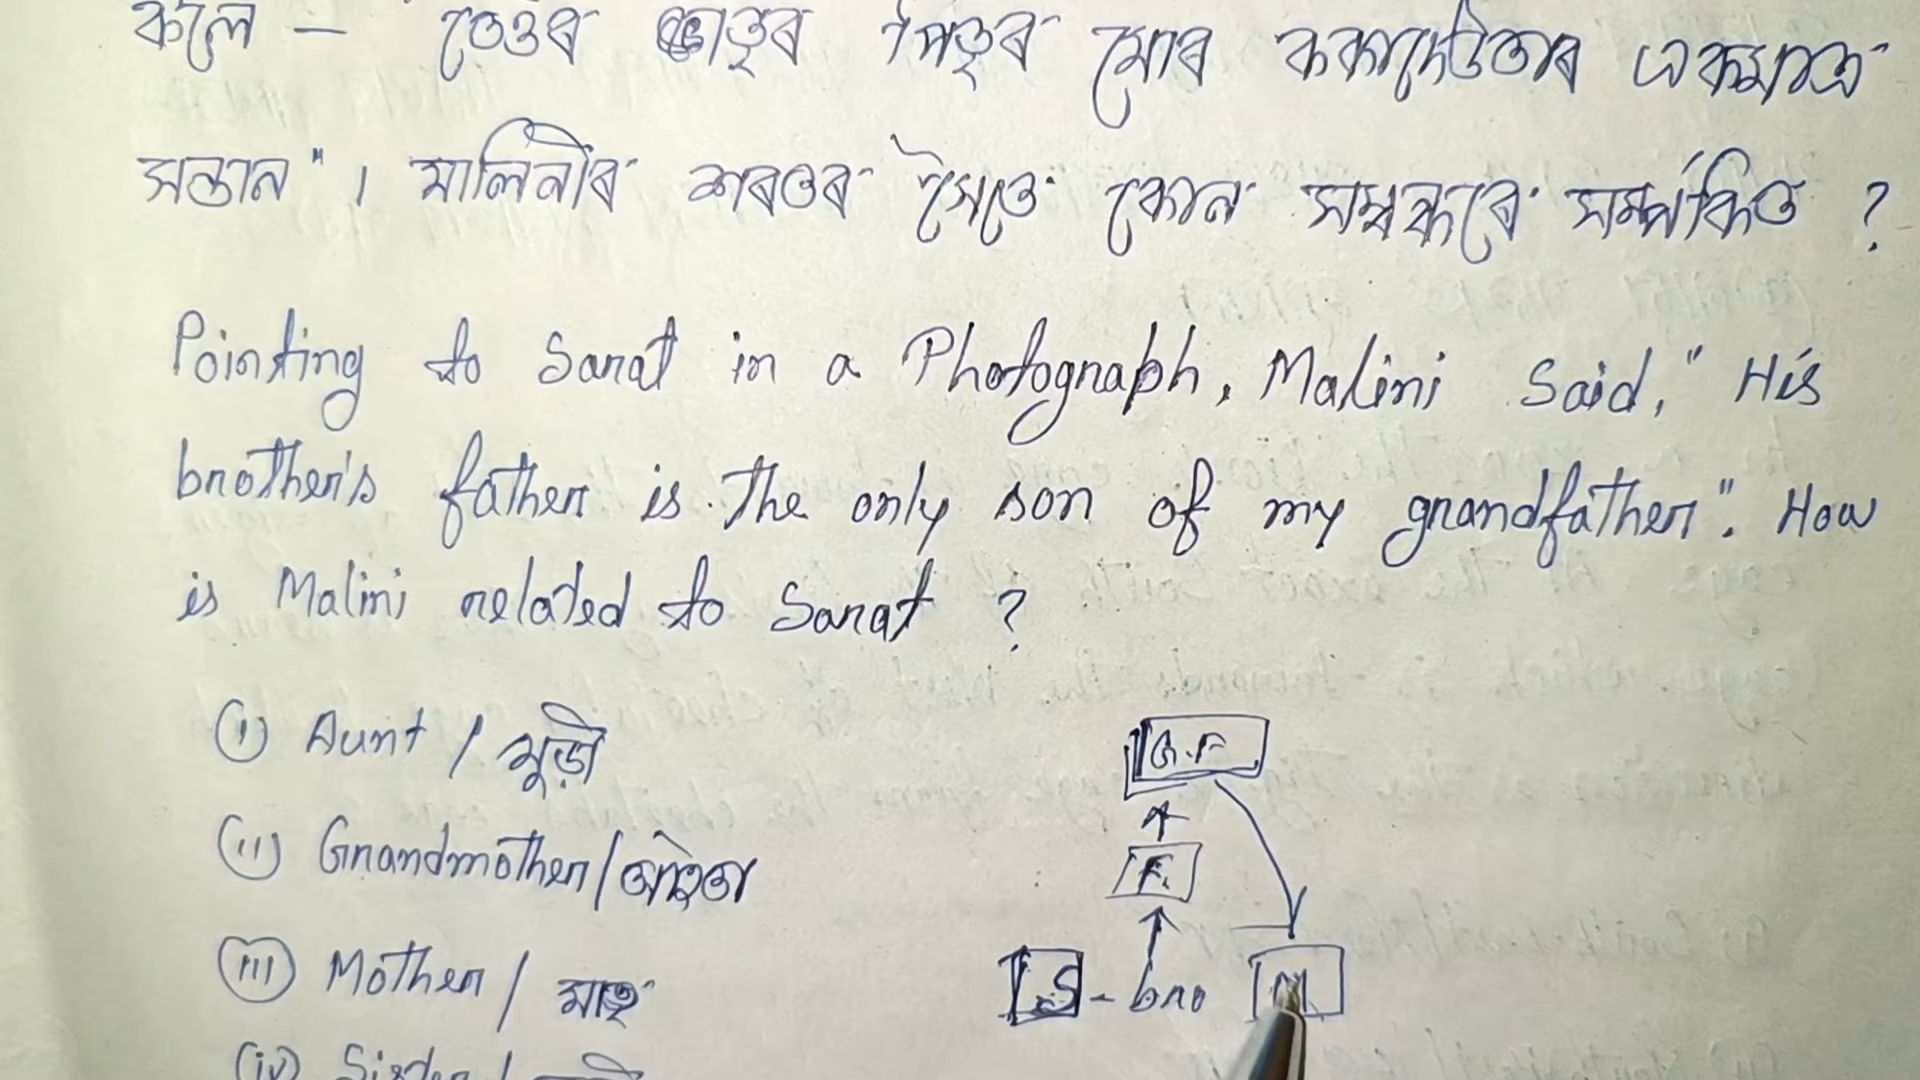 কলে - " তেওঁৰ ভাতৃৰ পিতৃৰ মোৰ ককাদেউতাৰ একমাত্ৰ
সন্তান"। মালিনীৰ শৰতৰ সৈতে কোন সম্বন্ধৰে সম্পৰ্কিত ?
Pointing to Sarat in a Photograph, Malini Said," His
brother's father is the only son of my grandfather". How
is Malini related to Sarat ?
(i) Aunt /
(ii) Grandmother/
(iii) Mother /
(iv) Sister /
G.F
F.
S - bro M